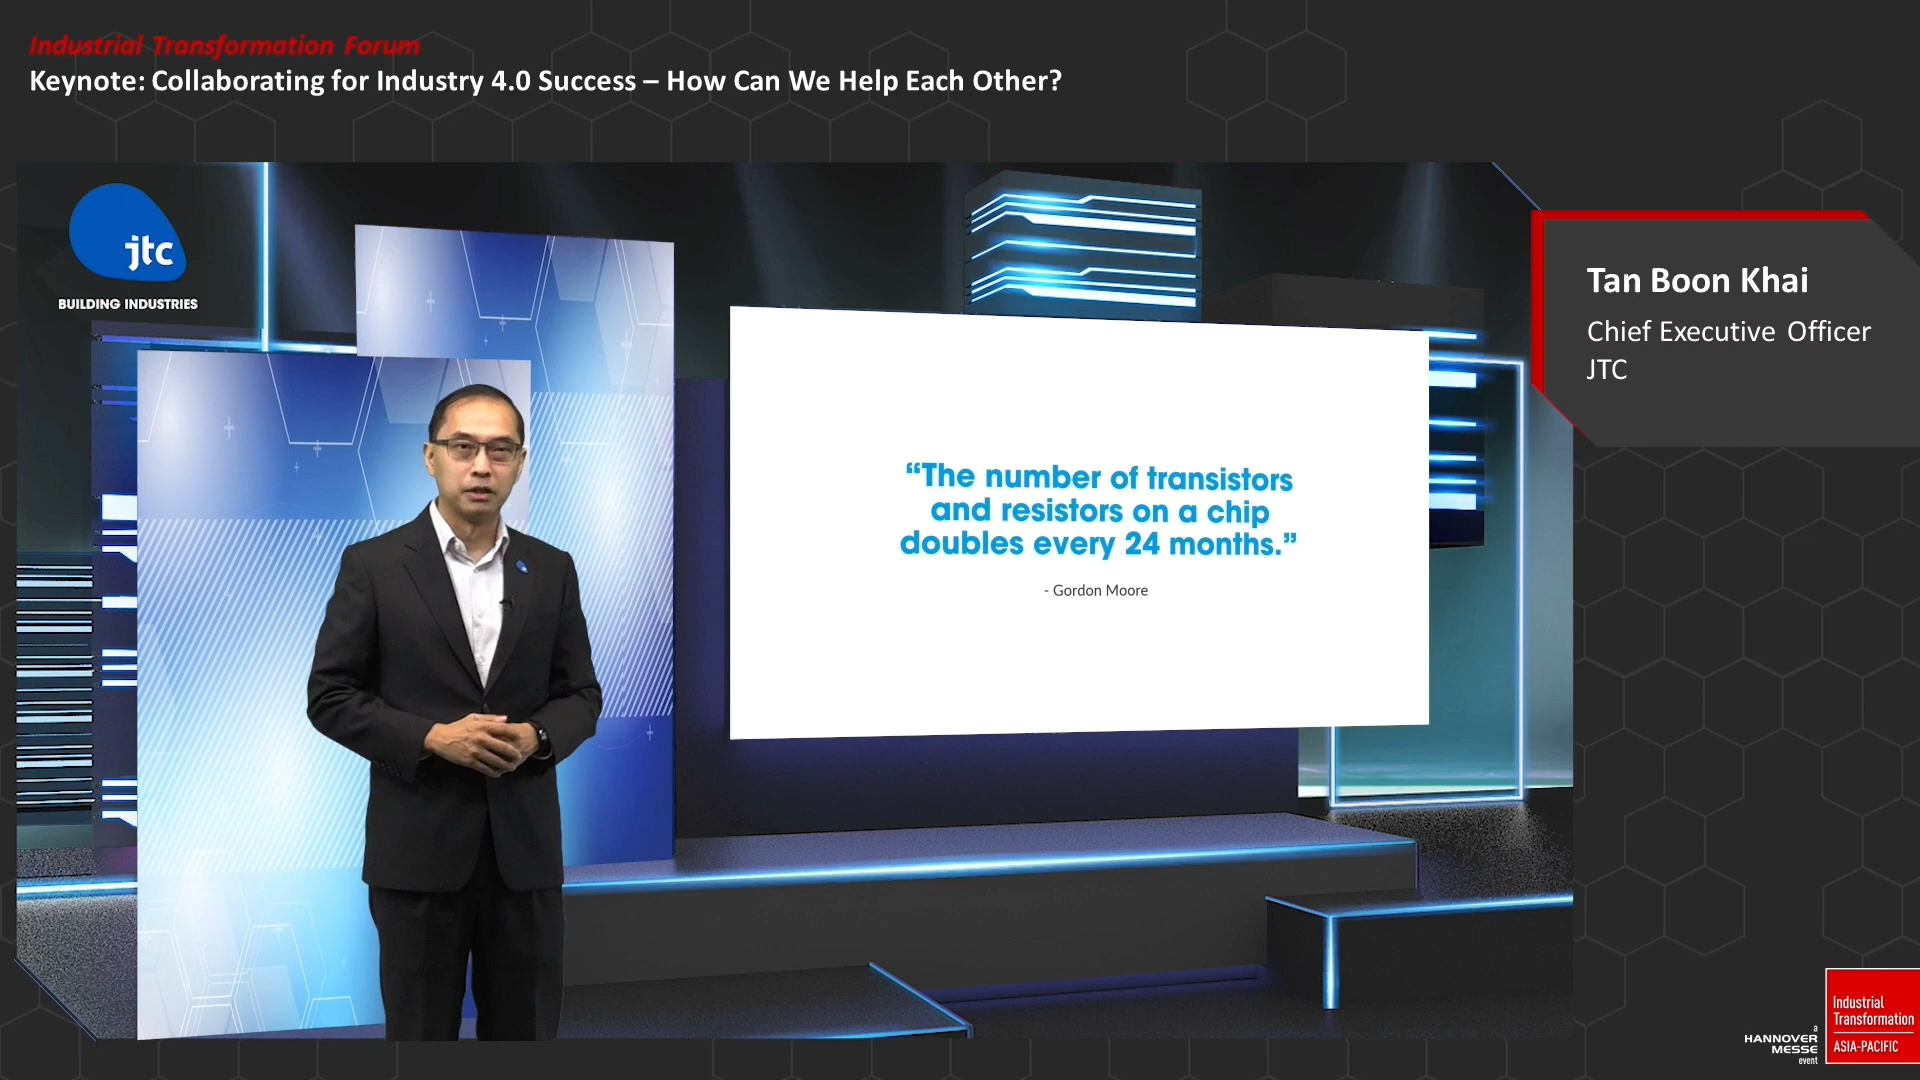 Industrial Transformation Forum
Keynote: Collaborating for Industry 4.0 Success – How Can We Help Each Other?
jtc
BUILDING INDUSTRIES
Tan Boon Khai
Chief Executive Officer
JTC
“The number of transistors
and resistors on a chip
doubles every 24 months.”
- Gordon Moore
a
HANNOVER
MESSE
event
Industrial
Transformation
ASIA-PACIFIC